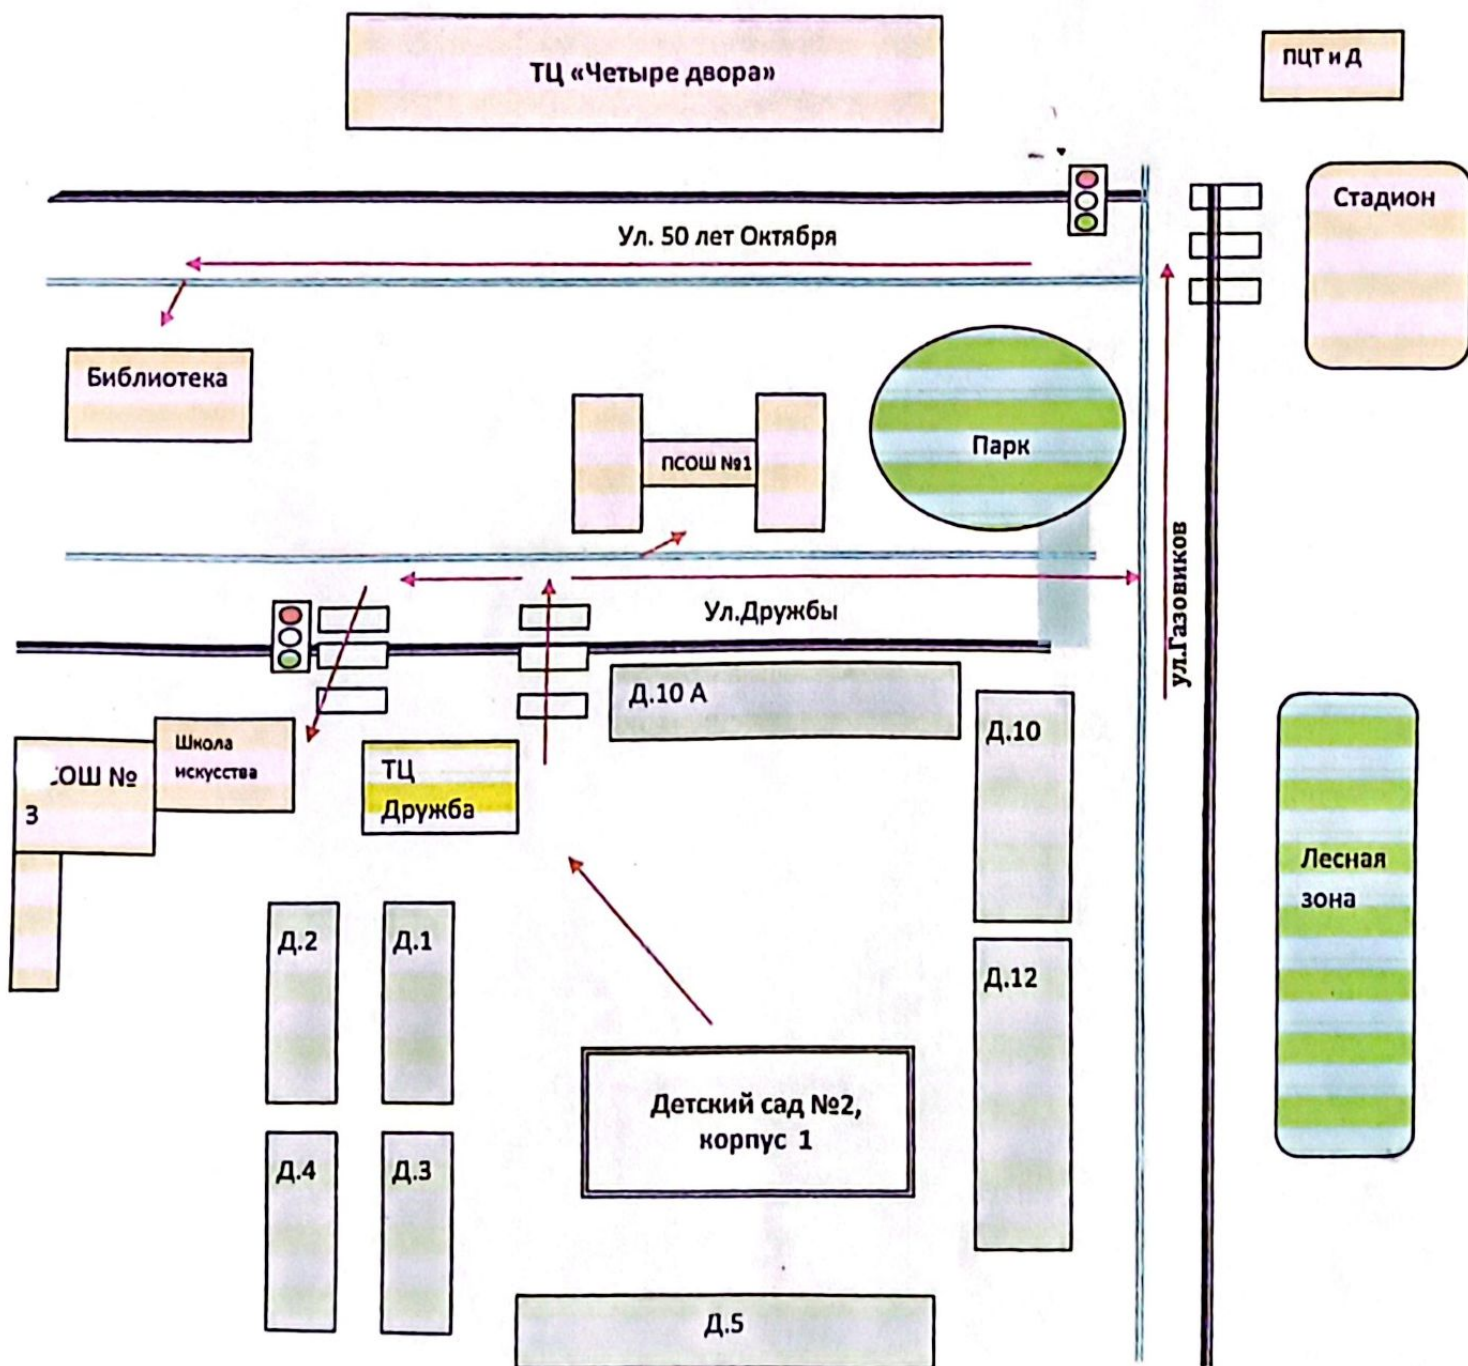 ТЦ «Четыре двора»
ПЦТ и Д
Стадион
Ул. 50 лет Октября
Библиотека
Парк
ПСОШ №1
ул.Газовиков
Ул.Дружбы
Д.10 А
Д.10
Школа
искусства
ОШ №
3
ТЦ
Дружба
Лесная
зона
Д.2
Д.1
Д.12
Детский сад №2,
корпус 1
Д.4
Д.3
Д.5